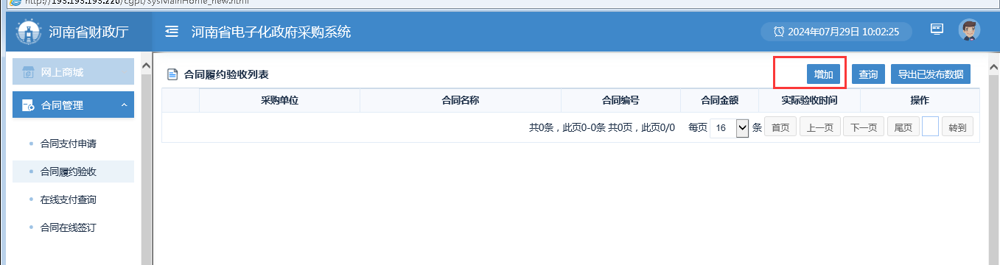 http://193.193.193.220/cgpt/SysMainHome_new.html
河南省财政厅
河南省电子化政府采购系统
2024年07月29日 10:02:25
网上商城
合同管理
合同支付申请
合同履约验收
在线支付查询
合同在线签订
合同履约验收列表
增加 查询 导出已发布数据
采购单位 合同名称 合同编号 合同金额 实际验收时间 操作
共0条，此页0-0条 共0页，此页0/0 每页 16 条 首页 上一页 下一页 尾页 转到